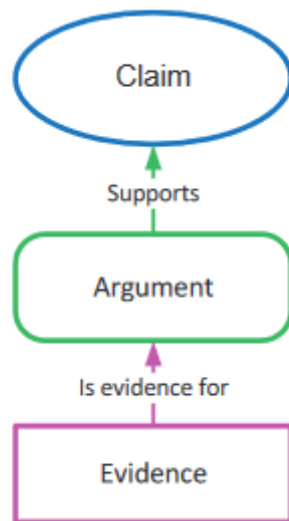 Claim
Supports
Argument
Is evidence for
Evidence